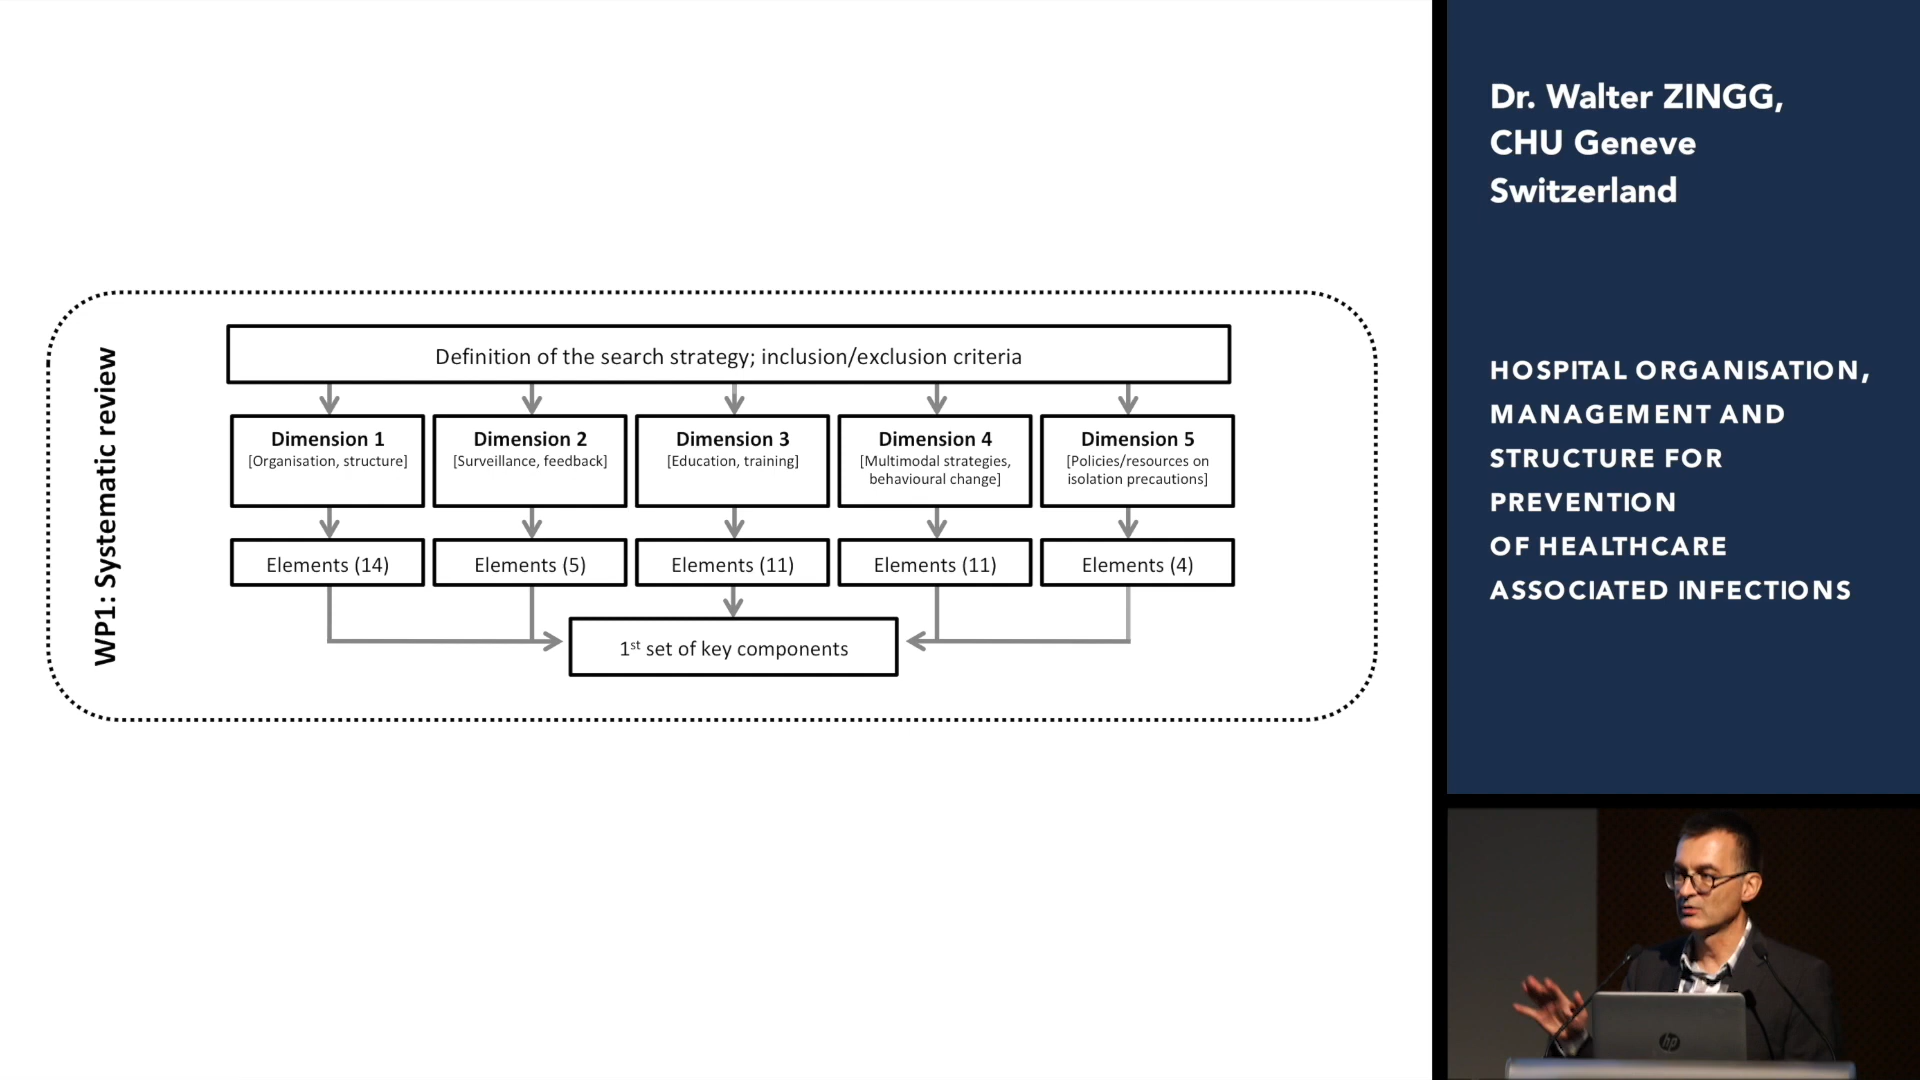 WP1: Systematic review
Definition of the search strategy; inclusion/exclusion criteria
Dimension 1
[Organisation, structure]
Dimension 2
[Surveillance, feedback]
Dimension 3
[Education, training]
Dimension 4
[Multimodal strategies,
behavioural change]
Dimension 5
[Policies/resources on
isolation precautions]
Elements (14)
Elements (5)
Elements (11)
Elements (11)
Elements (4)
1st set of key components
Dr. Walter ZINGG,
CHU Geneve
Switzerland
HOSPITAL ORGANISATION,
MANAGEMENT AND
STRUCTURE FOR
PREVENTION
OF HEALTHCARE
ASSOCIATED INFECTIONS
hp